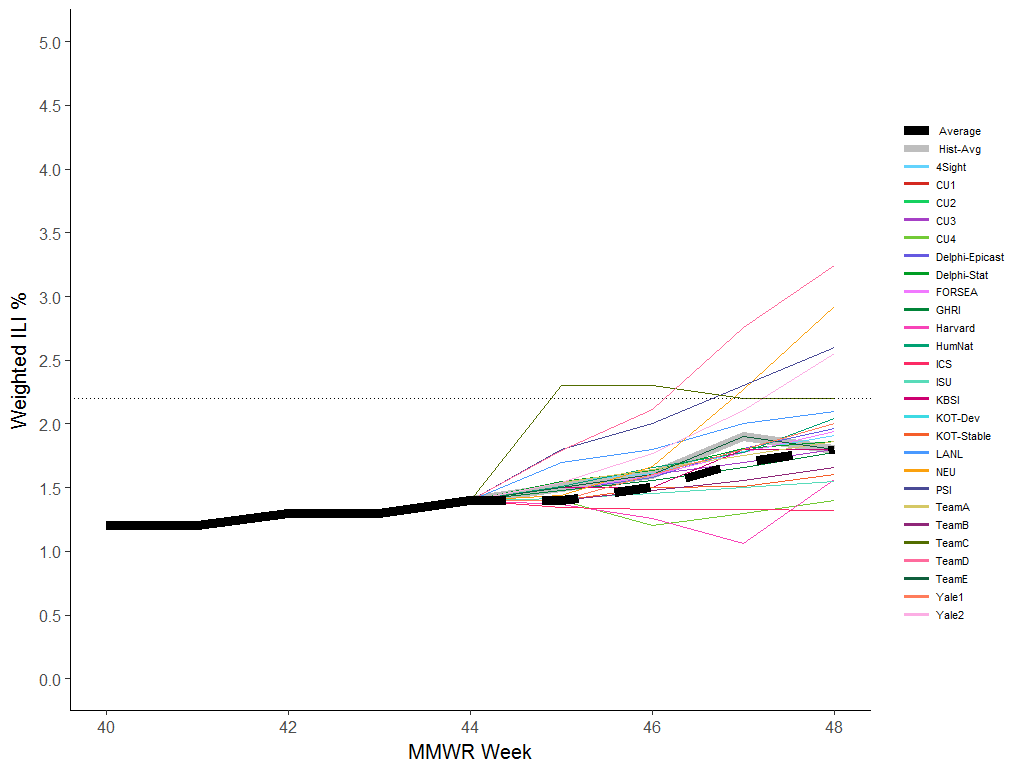 5.0
4.5
4.0
3.5
3.0
2.5
2.0
1.5
1.0
0.5
0.0
Weighted ILI %
40
42
44
46
48
MMWR Week
Average
Hist-Avg
4Sight
CU1
CU2
CU3
CU4
Delphi-Epicast
Delphi-Stat
FORSEA
GHRI
Harvard
HumNat
ICS
ISU
KBSI
KOT-Dev
KOT-Stable
LANL
NEU
PSI
TeamA
TeamB
TeamC
TeamD
TeamE
Yale1
Yale2